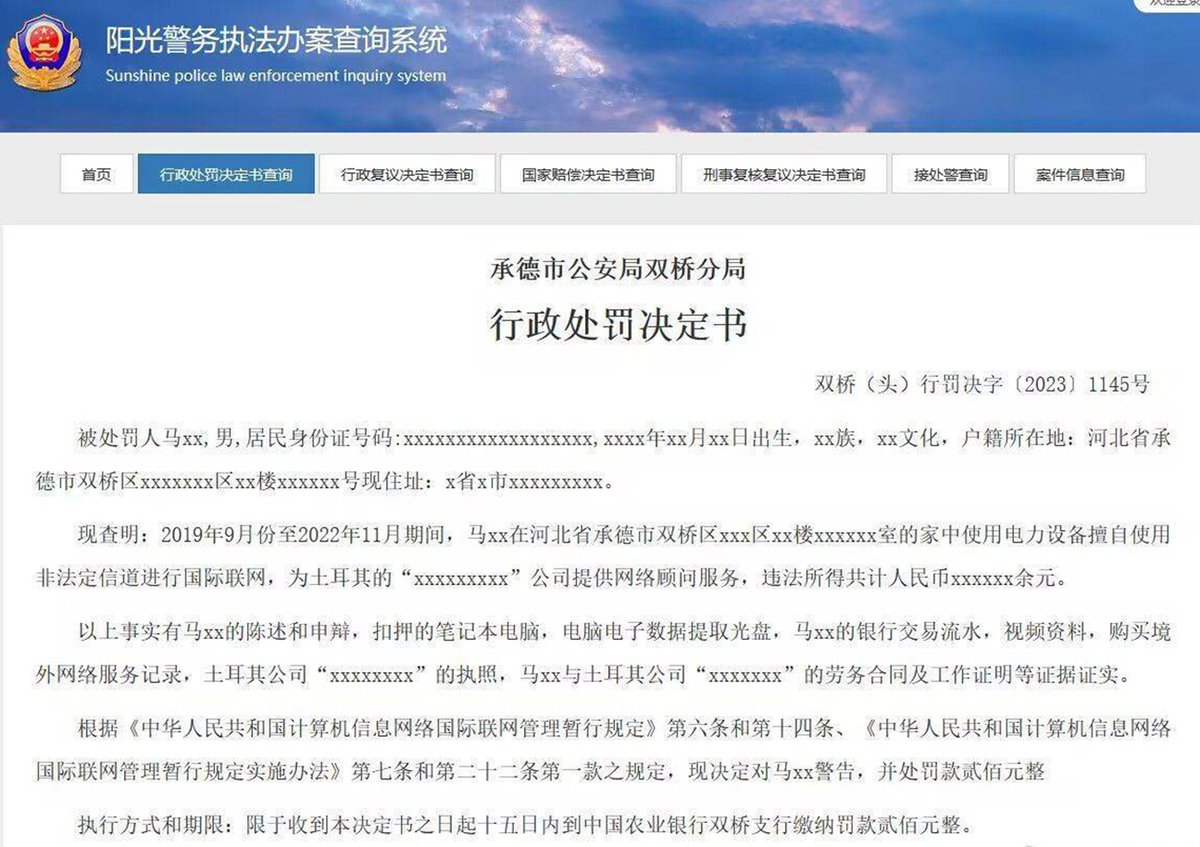 阳光警务执法办案查询系统
Sunshine police law enforcement inquiry system
首页
行政处罚决定书查询
行政复议决定书查询
国家赔偿决定书查询
刑事复核复议决定书查询
接处警查询
案件信息查询
承德市公安局双桥分局
行政处罚决定书
双桥（头）行罚决字〔2023〕1145号
被处罚人马xx,男,居民身份证号码:xxxxxxxxxxxxxxxxxx,xxxx年xx月xx日出生，xx族，xx文化，户籍所在地：河北省承
德市双桥区xxxxxxx区xx楼xxxxxx号现住址：x省x市xxxxxxxxx。
现查明：2019年9月份至2022年11月期间，马xx在河北省承德市双桥区xxx区xx楼xxxxxx室的家中使用电力设备擅自使用
非法定信道进行国际联网，为土耳其的“xxxxxxxxx”公司提供网络顾问服务，违法所得共计人民币xxxxxx余元。
以上事实有马xx的陈述和申辩，扣押的笔记本电脑，电脑电子数据提取光盘，马xx的银行交易流水，视频资料，购买境
外网络服务记录，土耳其公司“xxxxxxxx”的执照，马xx与土耳其公司“xxxxxxx”的劳务合同及工作证明等证据证实。
根据《中华人民共和国计算机信息网络国际联网管理暂行规定》第六条和第十四条、《中华人民共和国计算机信息网络
国际联网管理暂行规定实施办法》第七条和第二十二条第一款之规定，现决定对马xx警告，并处罚款贰佰元整
执行方式和期限：限于收到本决定书之日起十五日内到中国农业银行双桥支行缴纳罚款贰佰元整。